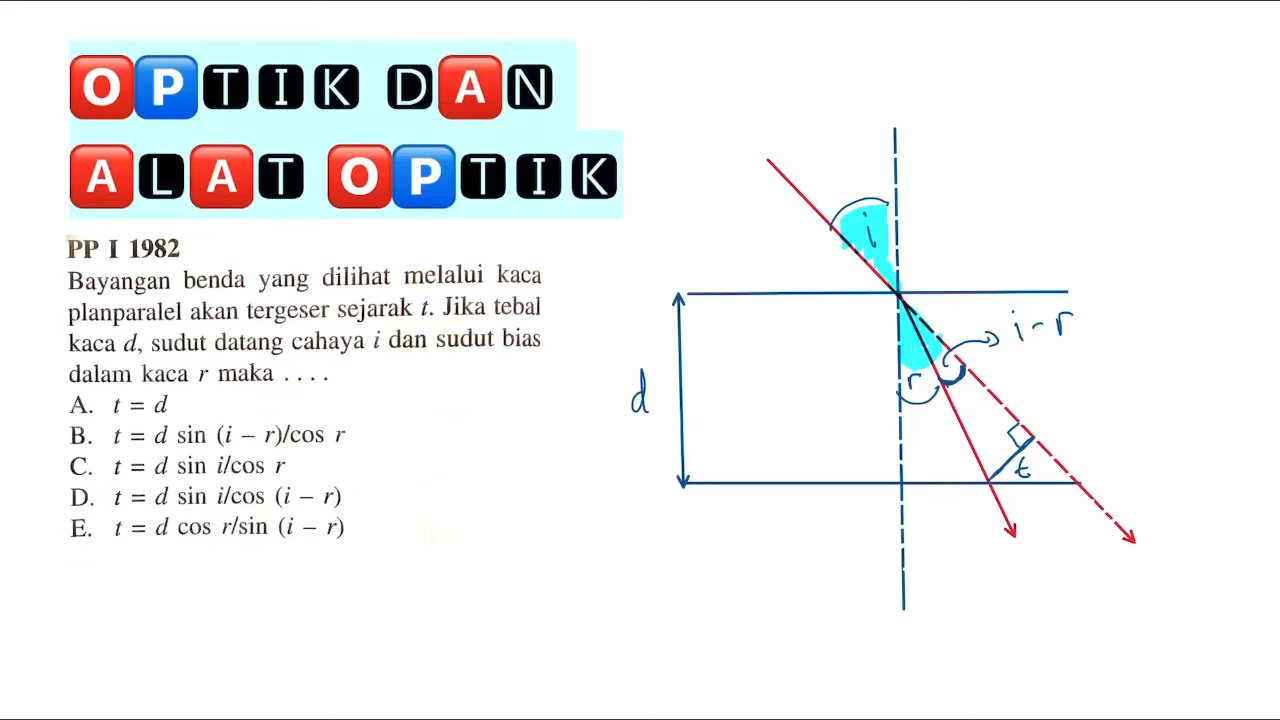 OPTIK DAN
ALAT OPTIK
PP I 1982
Bayangan benda yang dilihat melalui kaca
planparalel akan tergeser sejarak t. Jika tebal
kaca d, sudut datang cahaya i dan sudut bias
dalam kaca r maka . . . .
A. t = d
B. t = d sin (i – r)/cos r
C. t = d sin i/cos r
D. t = d sin i/cos (i – r)
E. t = d cos r/sin (i – r)
i
i - r
r
d
t